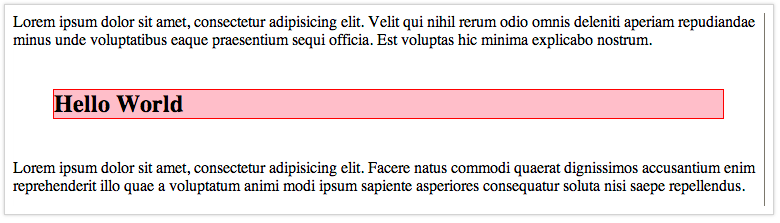 Lorem ipsum dolor sit amet, consectetur adipisicing elit. Velit qui nihil rerum odio omnis deleniti aperiam repudiandae
minus unde voluptatibus eaque praesentium sequi officia. Est voluptas hic minima explicabo nostrum.
Hello World
Lorem ipsum dolor sit amet, consectetur adipisicing elit. Facere natus commodi quaerat dignissimos accusantium enim
reprehenderit illo quae a voluptatum animi modi ipsum sapiente asperiores consequatur soluta nisi saepe repellendus.